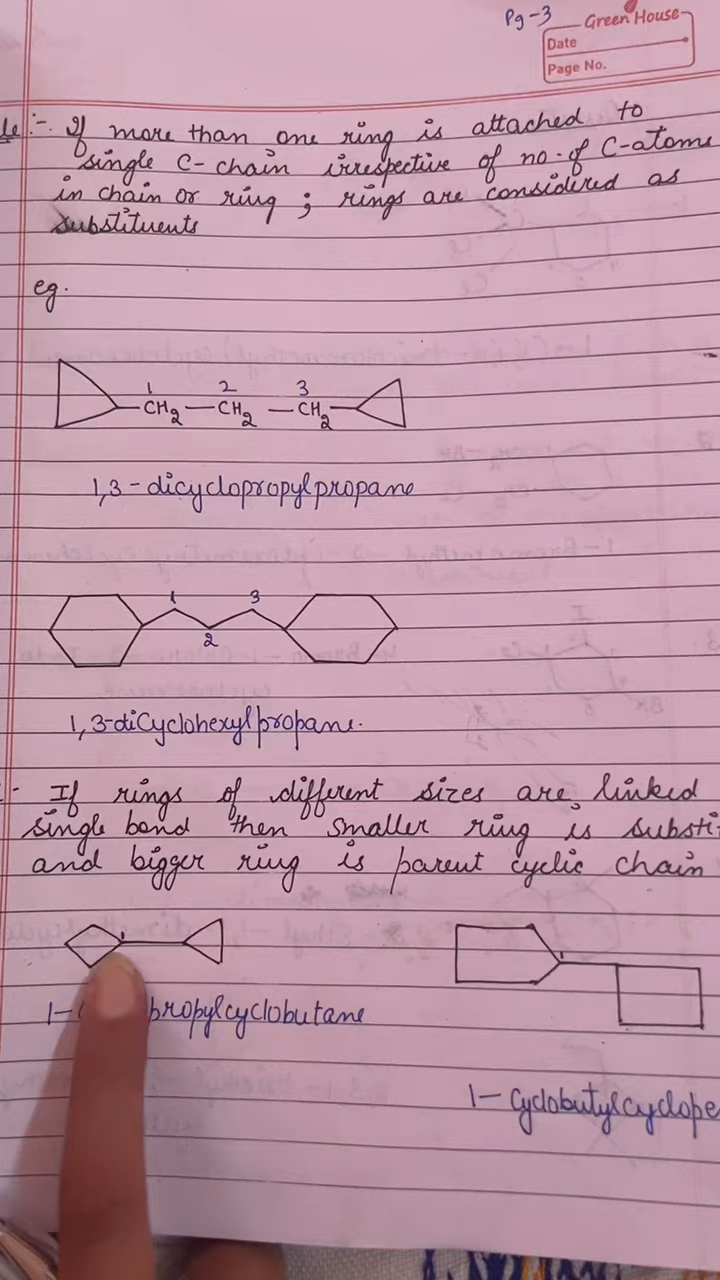 Pg-3
Green House
Date
Page No.
:- If more than one ring is attached to
single C-chain irrespective of no. of C-atoms
in chain or ring ; rings are considered as
substituents
eg.
1 2 3
CH2 — CH2 — CH2
1,3-dicyclopropylpropane
1 3
2
1,3-diCyclohexylpropane.
:- If rings of different sizes are linked
single bond then smaller ring is substi
and bigger ring is parent cyclic chain
1 1
1- propylcyclobutane
1- Cyclobutylcyclope